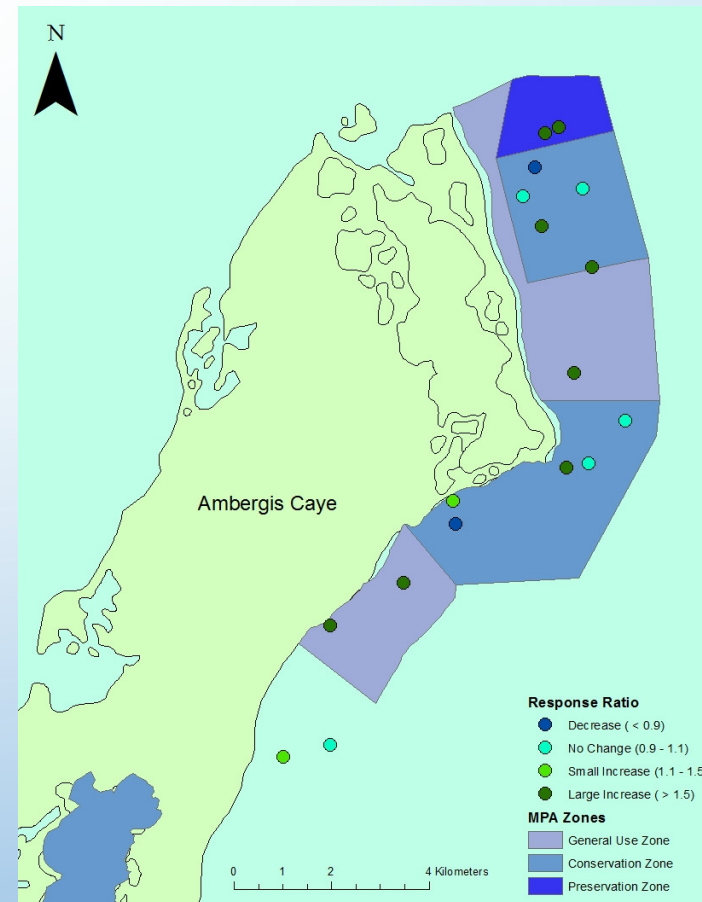 N
Ambergis Caye
Response Ratio
Decrease ( < 0.9)
No Change (0.9 - 1.1)
Small Increase (1.1 - 1.5
Large Increase ( > 1.5)
MPA Zones
General Use Zone
Conservation Zone
Preservation Zone
0 1 2 4 Kilometers